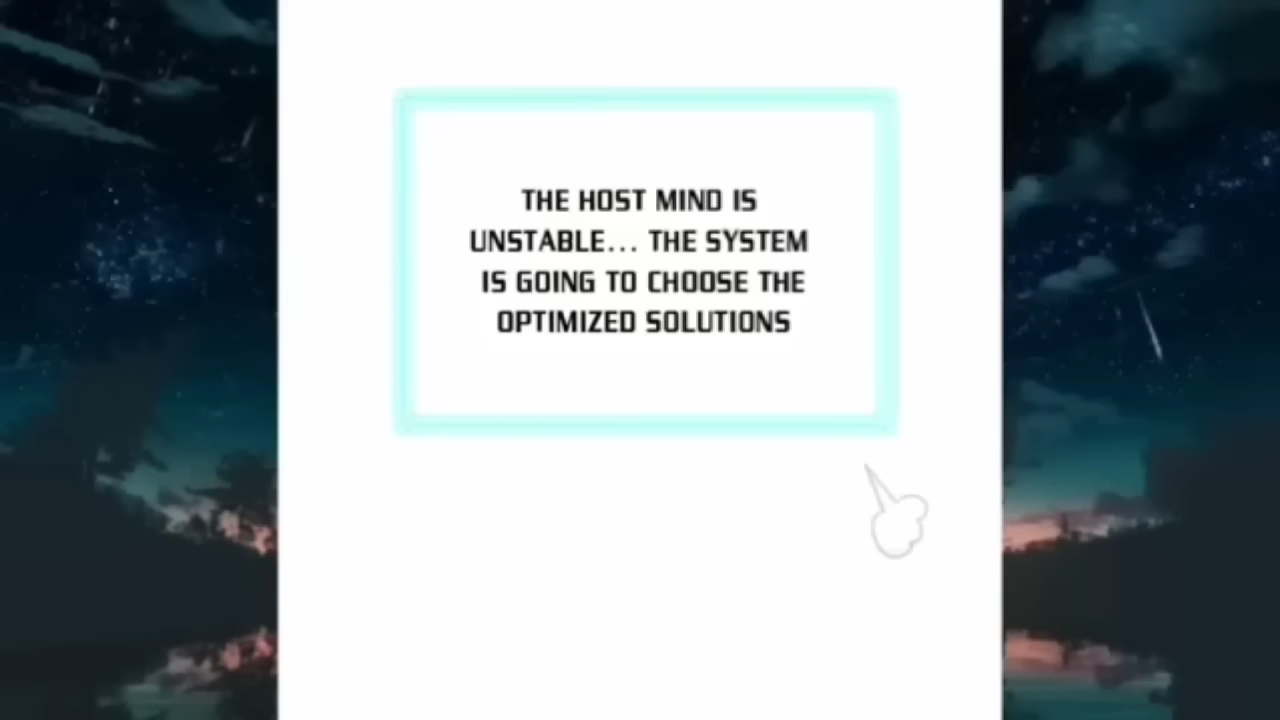 THE HOST MIND IS
UNSTABLE... THE SYSTEM
IS GOING TO CHOOSE THE
OPTIMIZED SOLUTIONS